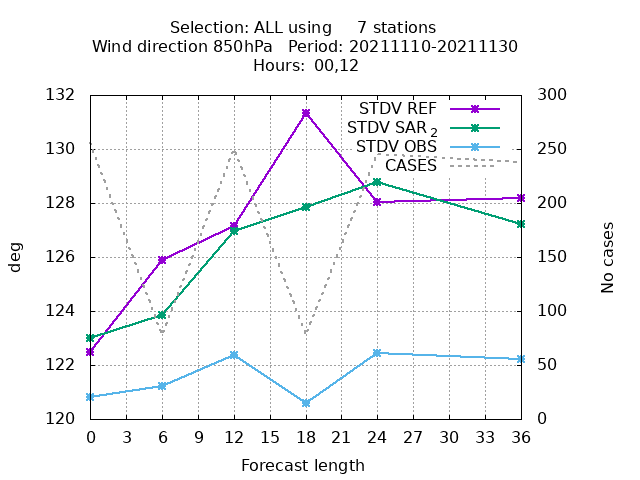 Selection: ALL using 7 stations
Wind direction 850hPa Period: 20211110-20211130
Hours: 00,12
132
130
128
126
124
122
120
deg
300
250
200
150
100
50
0
No cases
STDV REF
STDV SAR 2
STDV OBS
CASES
0 3 6 9 12 15 18 21 24 27 30 33 36
Forecast length